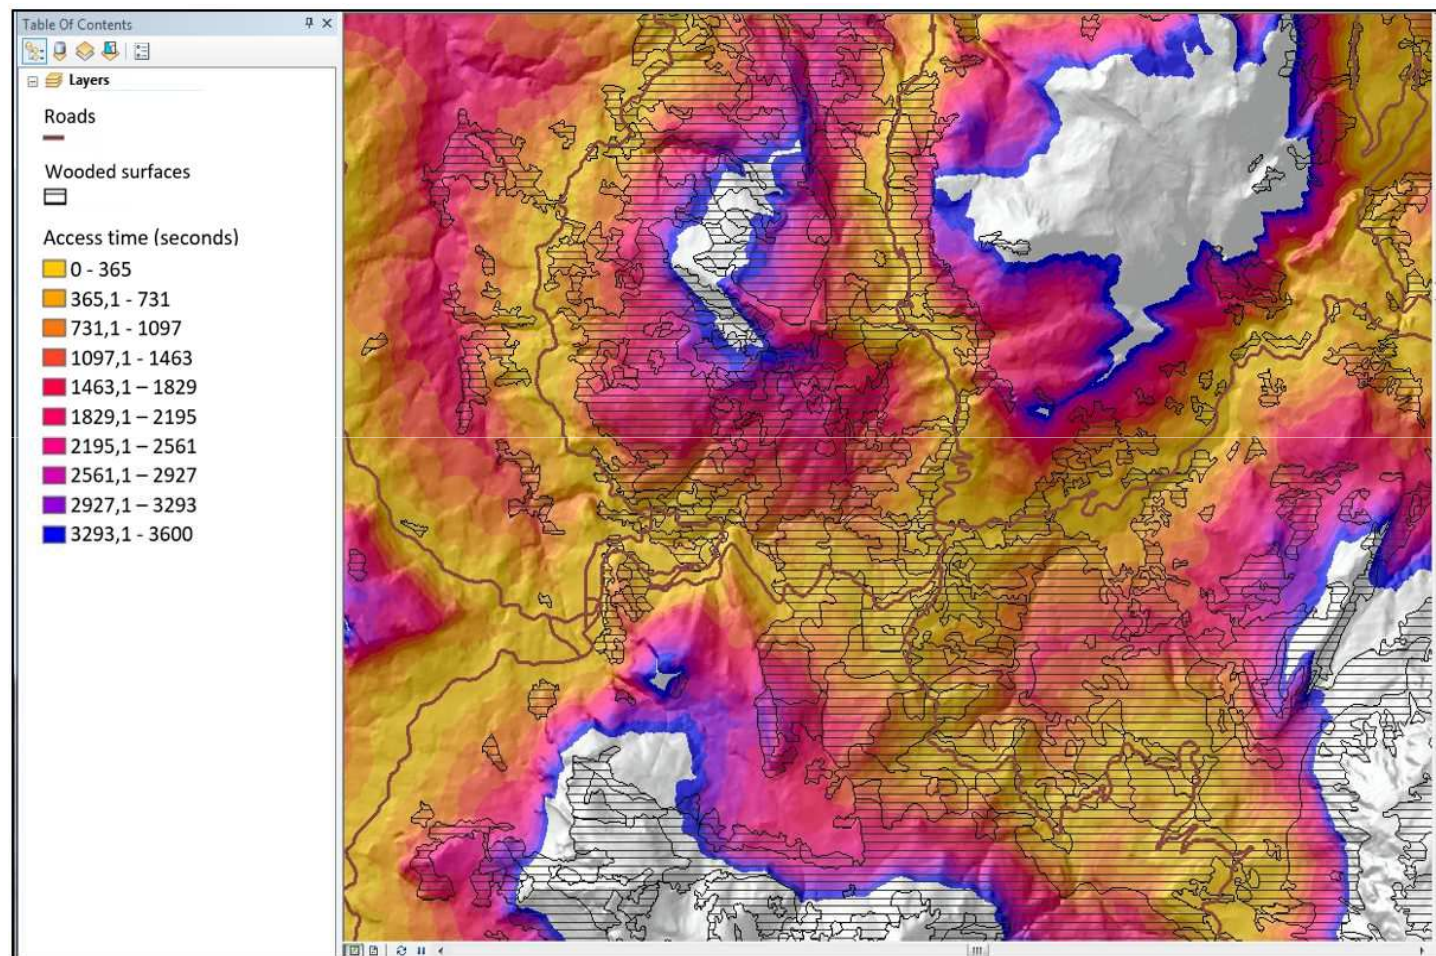 Table Of Contents
Layers
Roads
Wooded surfaces
Access time (seconds)
0 - 365
365,1 - 731
731,1 - 1097
1097,1 - 1463
1463,1 – 1829
1829,1 – 2195
2195,1 – 2561
2561,1 - 2927
2927,1 – 3293
3293,1 - 3600